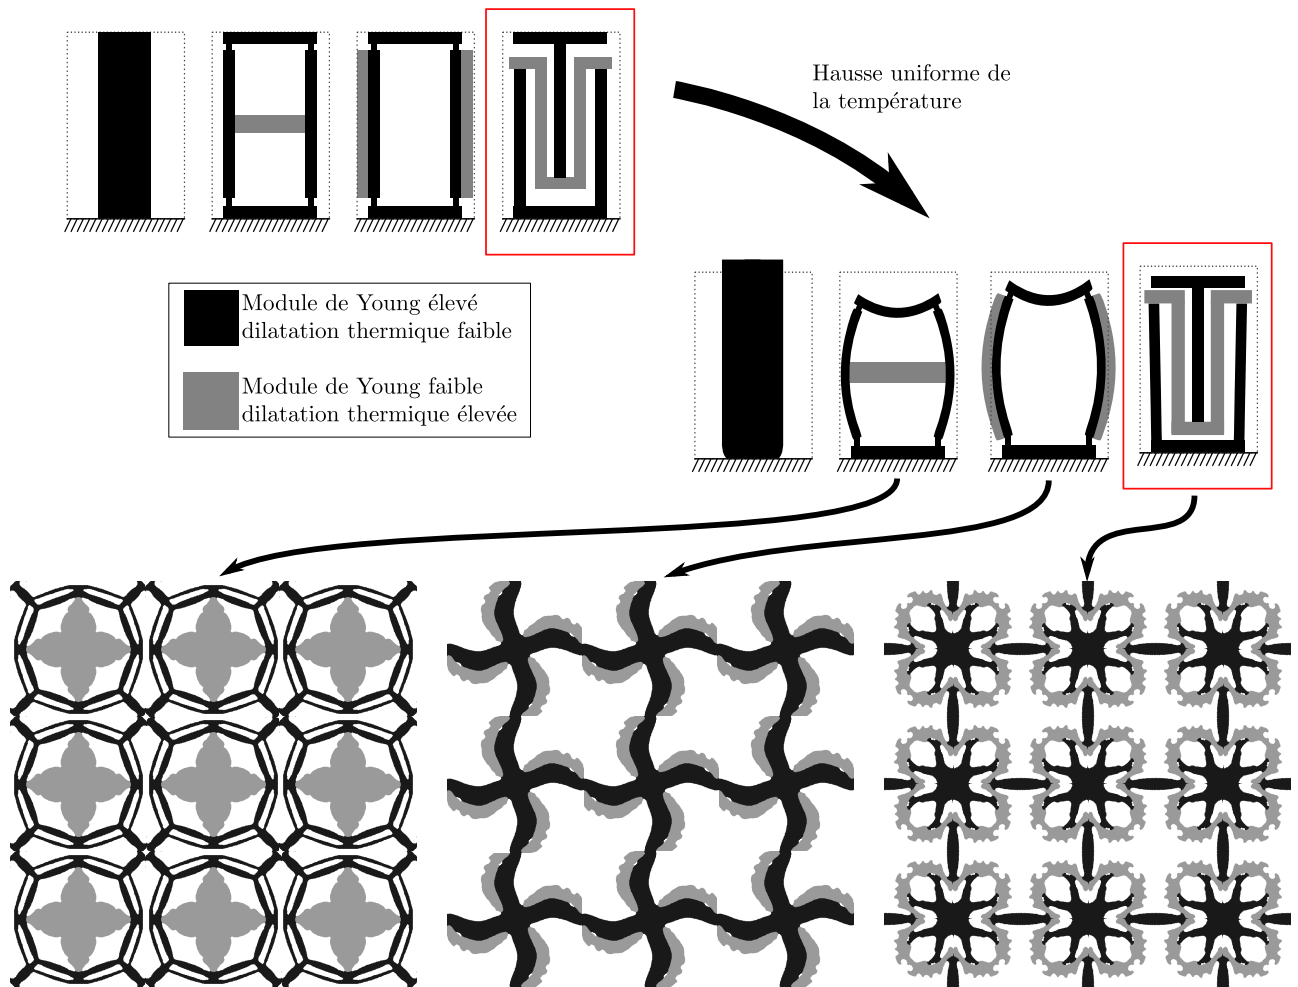 Hausse uniforme de
la température
Module de Young élevé
dilatation thermique faible
Module de Young faible
dilatation thermique élevée